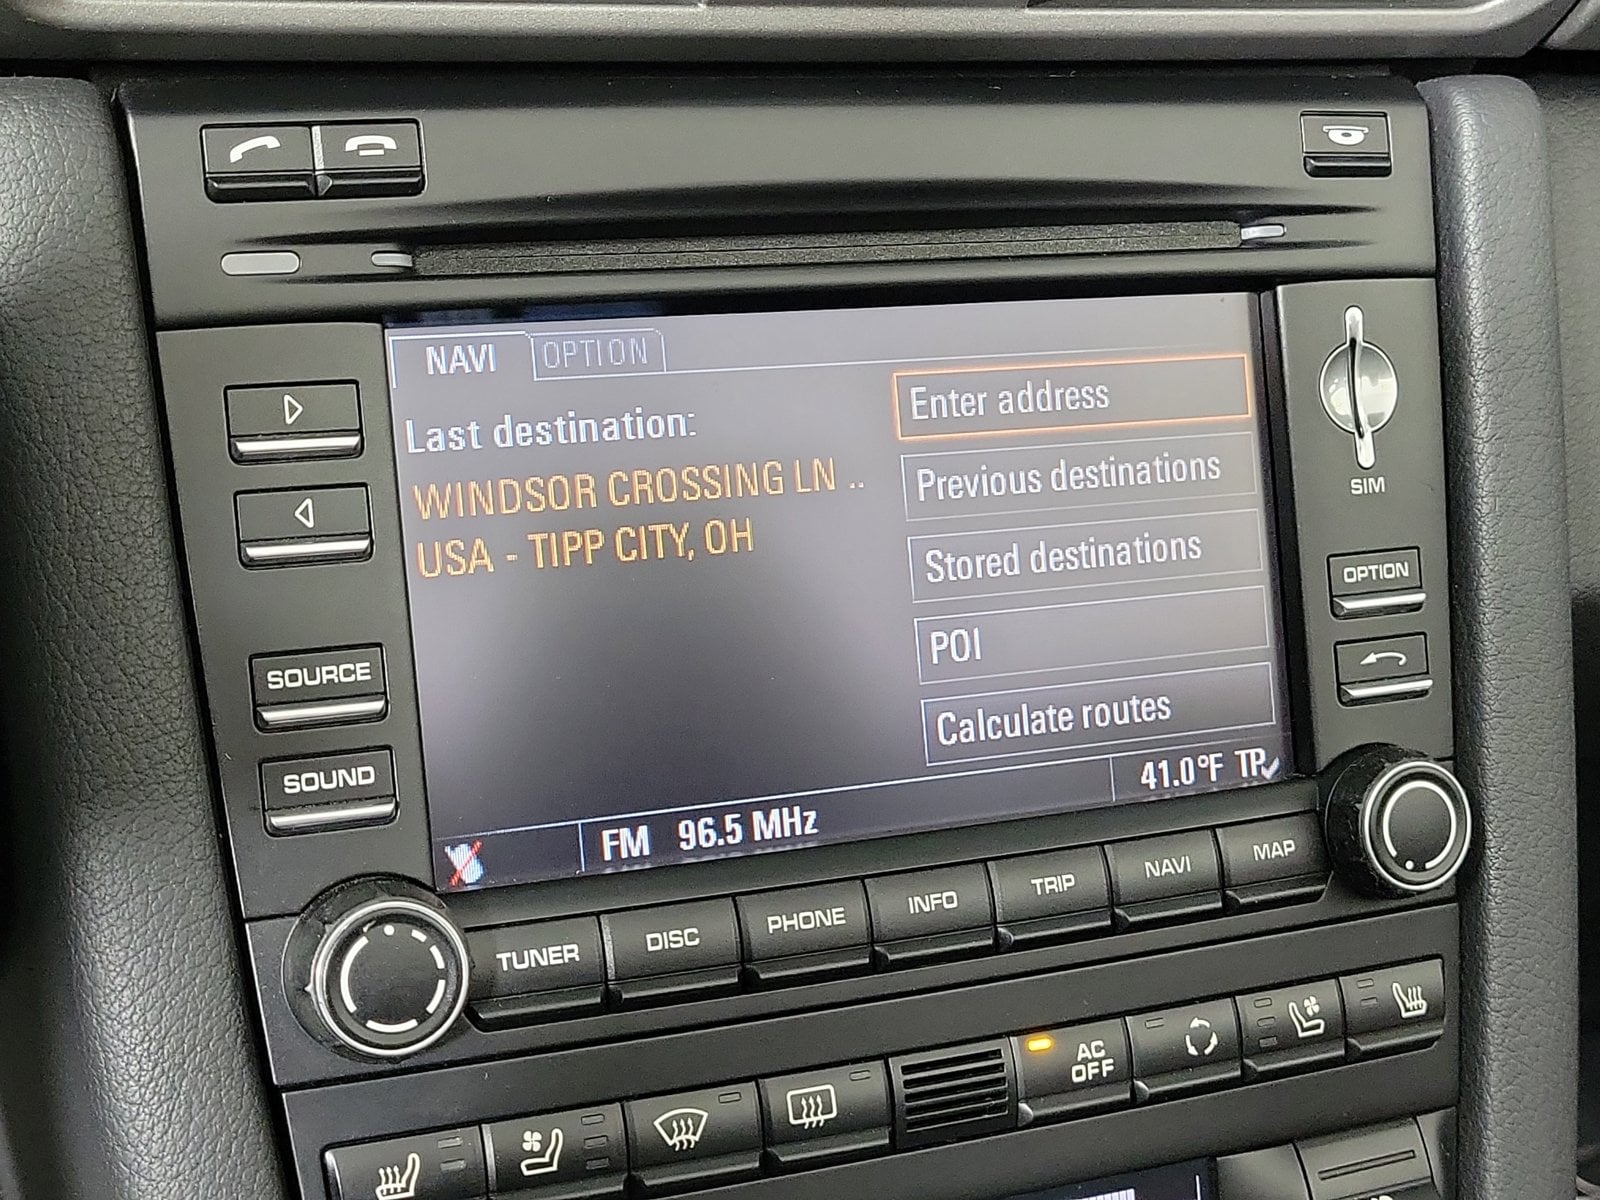 NAVI OPTION
Last destination:
WINDSOR CROSSING LN ..
USA - TIPP CITY, OH
Enter address
Previous destinations
Stored destinations
POI
Calculate routes
FM 96.5 MHz
41.0°F TP
SOURCE
SOUND
SIM
OPTION
TUNER DISC PHONE INFO TRIP NAVI MAP
AC
OFF